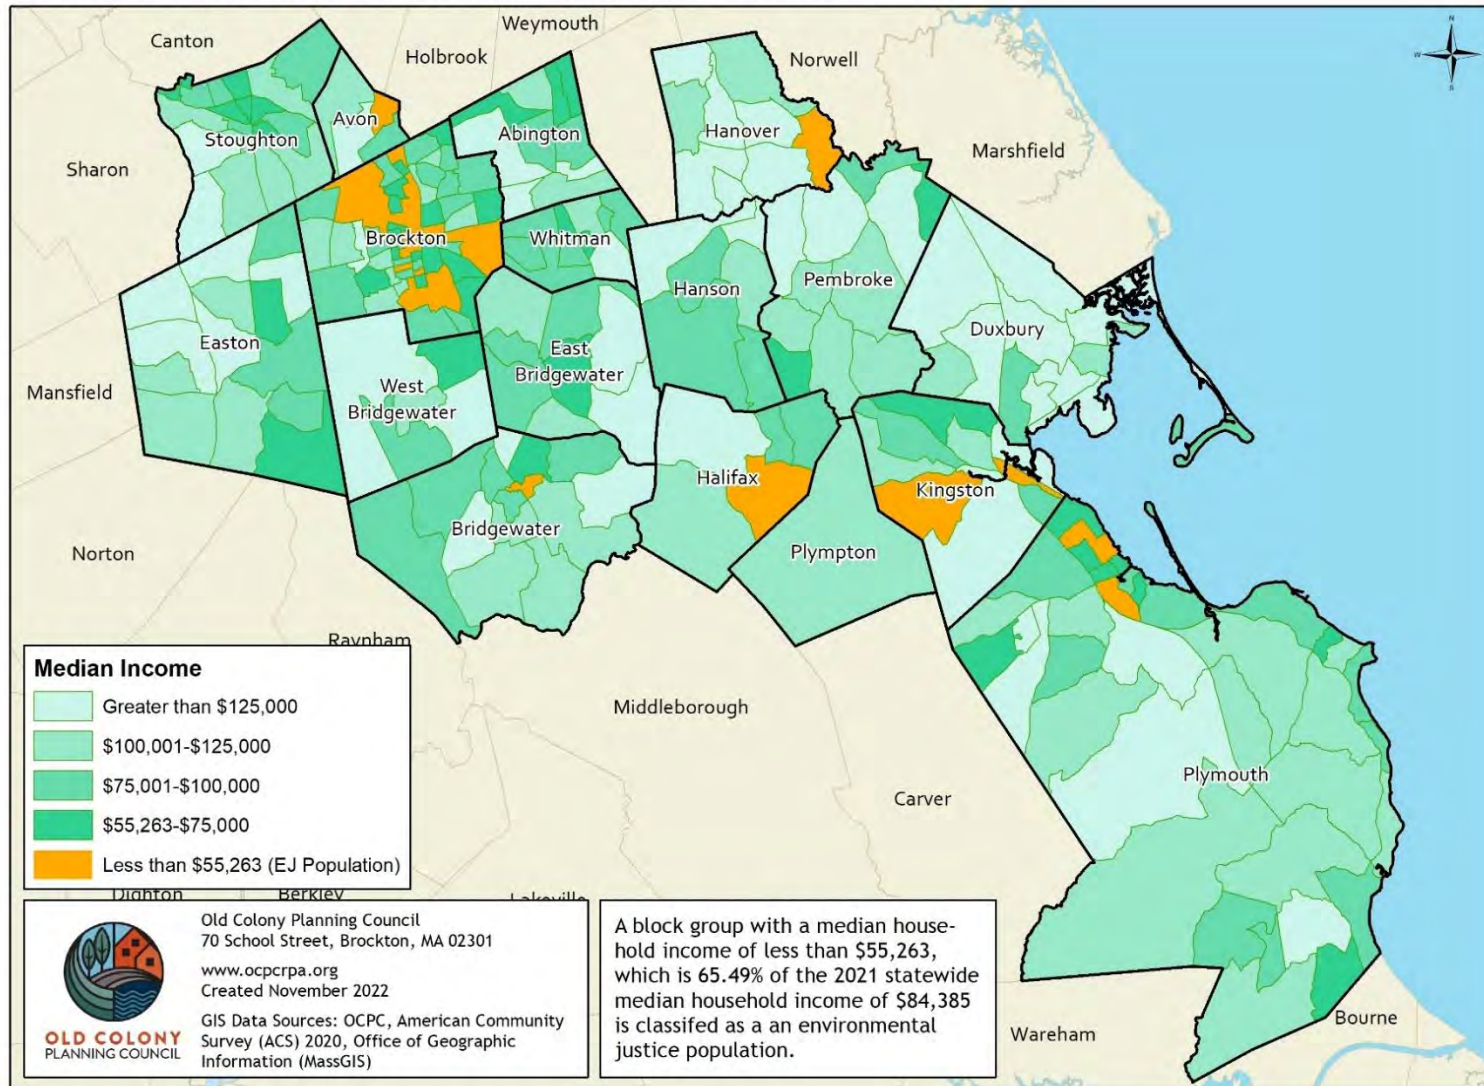 Weymouth
Canton
Holbrook
Norwell
Avon
Stoughton
Abington
Hanover
Marshfield
Sharon
Brockton
Whitman
Hanson
Pembroke
Duxbury
Easton
East
Bridgewater
West
Bridgewater
Mansfield
Halifax
Kingston
Bridgewater
Plympton
Norton
Raynham
Middleborough
Plymouth
Carver
Wareham
Bourne
Dighton
Berkley
Lakeville
N
W
S
Median Income
Greater than $125,000
$100,001-$125,000
$75,001-$100,000
$55,263-$75,000
Less than $55,263 (EJ Population)
OLD COLONY
PLANNING COUNCIL
Old Colony Planning Council
70 School Street, Brockton, MA 02301
www.ocpcrpa.org
Created November 2022
GIS Data Sources: OCPC, American Community
Survey (ACS) 2020, Office of Geographic
Information (MassGIS)
A block group with a median house-
hold income of less than $55,263,
which is 65.49% of the 2021 statewide
median household income of $84,385
is classifed as a an environmental
justice population.